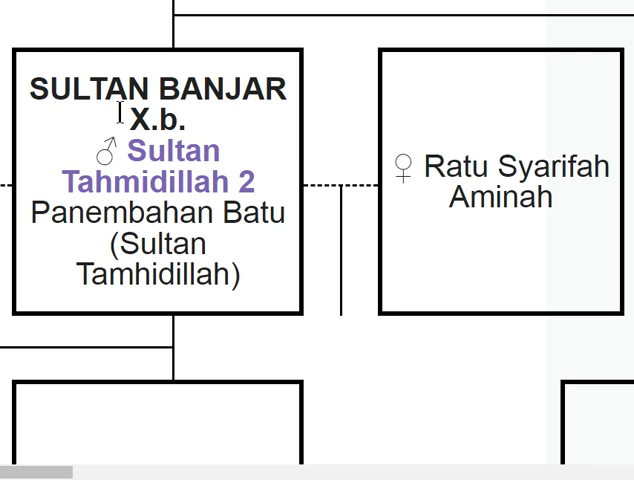 SULTAN BANJAR
X.b.
♂ Sultan
Tahmidillah 2
Panembahan Batu
(Sultan
Tamhidillah)
♀ Ratu Syarifah
Aminah